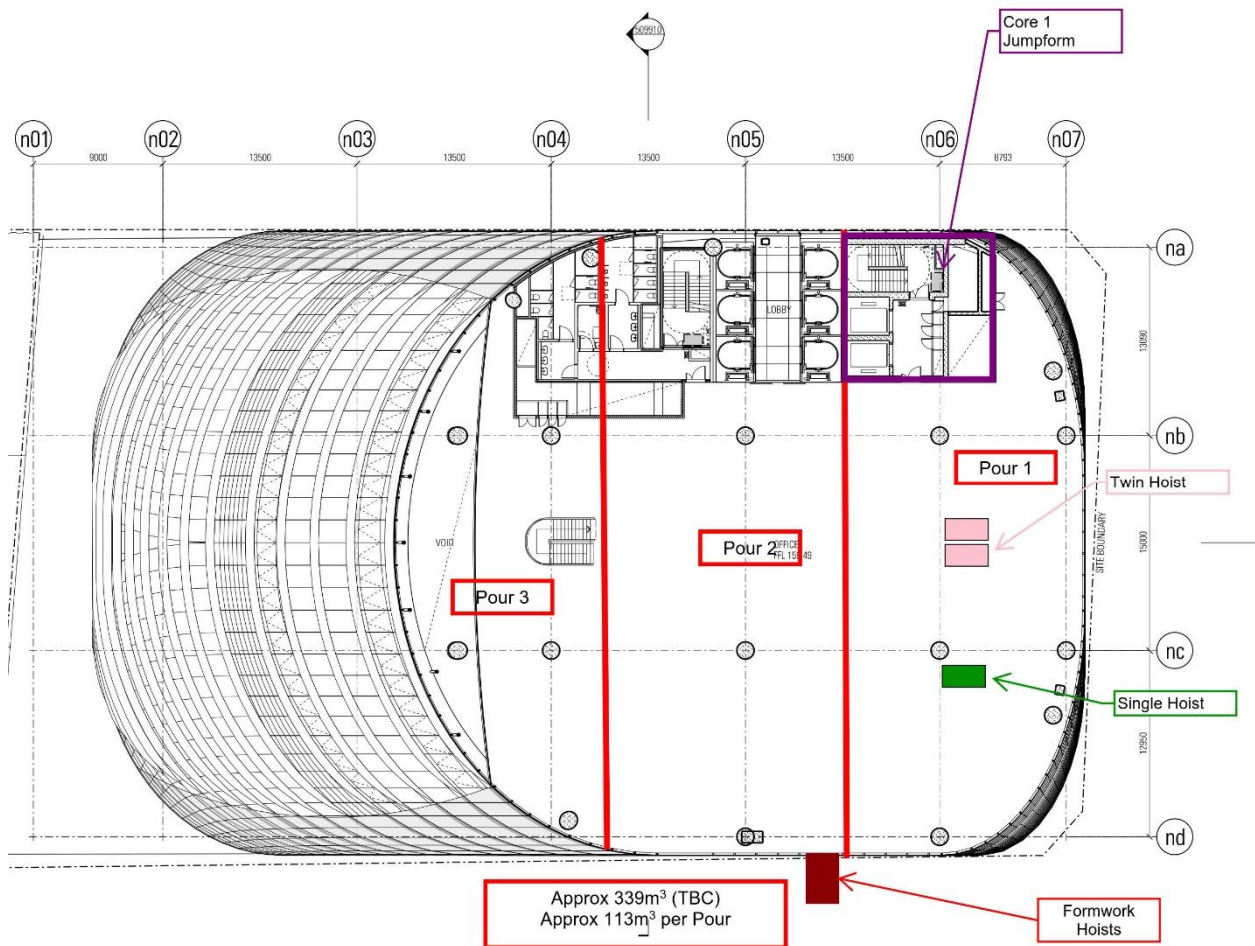 Core 1
Jumpform
509910
n01
n02
n03
n04
n05
n06
n07
9000
13500
13500
13500
13500
8793
na
13090
LOBBY
nb
Pour 1
Twin Hoist
Pour 2
OFFICE
VOID
15000
SITE BOUNDARY
Pour 3
nc
Single Hoist
12950
nd
Approx 339m³ (TBC)
Approx 113m³ per Pour
Formwork
Hoists